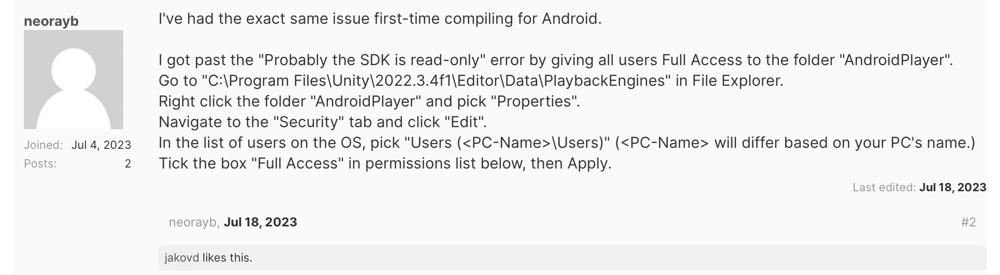 neorayb
Joined: Jul 4, 2023
Posts: 2
I've had the exact same issue first-time compiling for Android.
I got past the "Probably the SDK is read-only" error by giving all users Full Access to the folder "AndroidPlayer".
Go to "C:\Program Files\Unity\2022.3.4f1\Editor\Data\PlaybackEngines" in File Explorer.
Right click the folder "AndroidPlayer" and pick "Properties".
Navigate to the "Security" tab and click "Edit".
In the list of users on the OS, pick "Users (<PC-Name>\Users)" (<PC-Name> will differ based on your PC's name.)
Tick the box "Full Access" in permissions list below, then Apply.
Last edited: Jul 18, 2023
neorayb, Jul 18, 2023 #2
jakovd likes this.